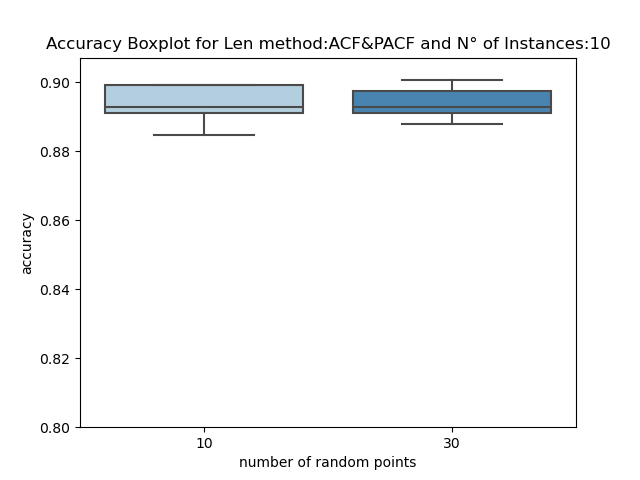 Accuracy Boxplot for Len method:ACF&PACF and N° of Instances:10
0.90
0.88
0.86
0.84
0.82
0.80
accuracy
10
30
number of random points